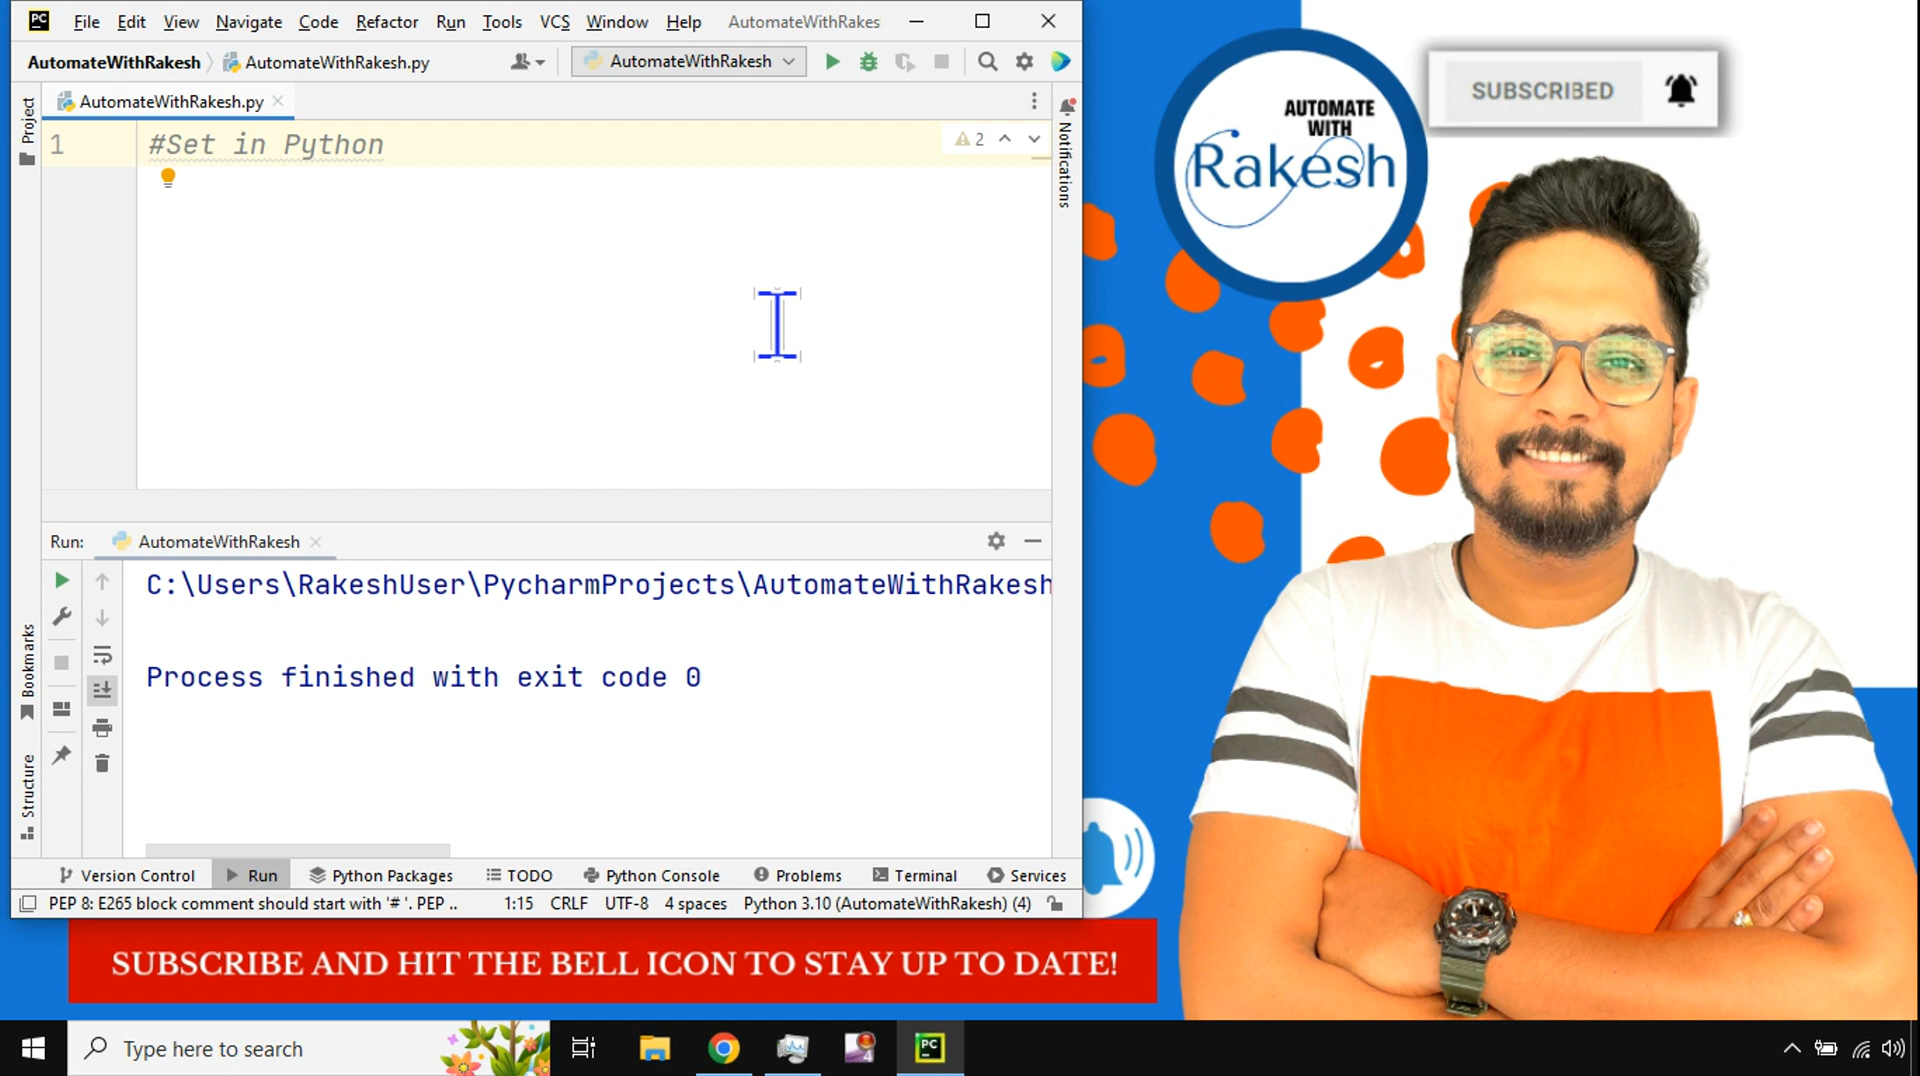 File Edit View Navigate Code Refactor Run Tools VCS Window Help AutomateWithRakes
AutomateWithRakesh AutomateWithRakesh.py AutomateWithRakesh
AutomateWithRakesh.py
Project
Notifications
1 #Set in Python
2
Run: AutomateWithRakesh
C:\Users\RakeshUser\PycharmProjects\AutomateWithRakesh
Process finished with exit code 0
Bookmarks
Structure
Version Control Run Python Packages TODO Python Console Problems Terminal Services
PEP 8: E265 block comment should start with '# '. PEP .. 1:15 CRLF UTF-8 4 spaces Python 3.10 (AutomateWithRakesh) (4)
AUTOMATE
WITH
Rakesh
SUBSCRIBED
SUBSCRIBE AND HIT THE BELL ICON TO STAY UP TO DATE!
Type here to search
PC
PC
4